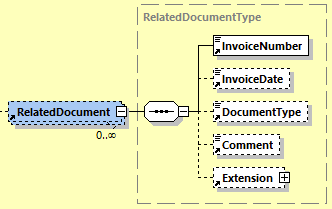 RelatedDocumentType
InvoiceNumber
InvoiceDate
RelatedDocument
DocumentType
0..∞
Comment
Extension